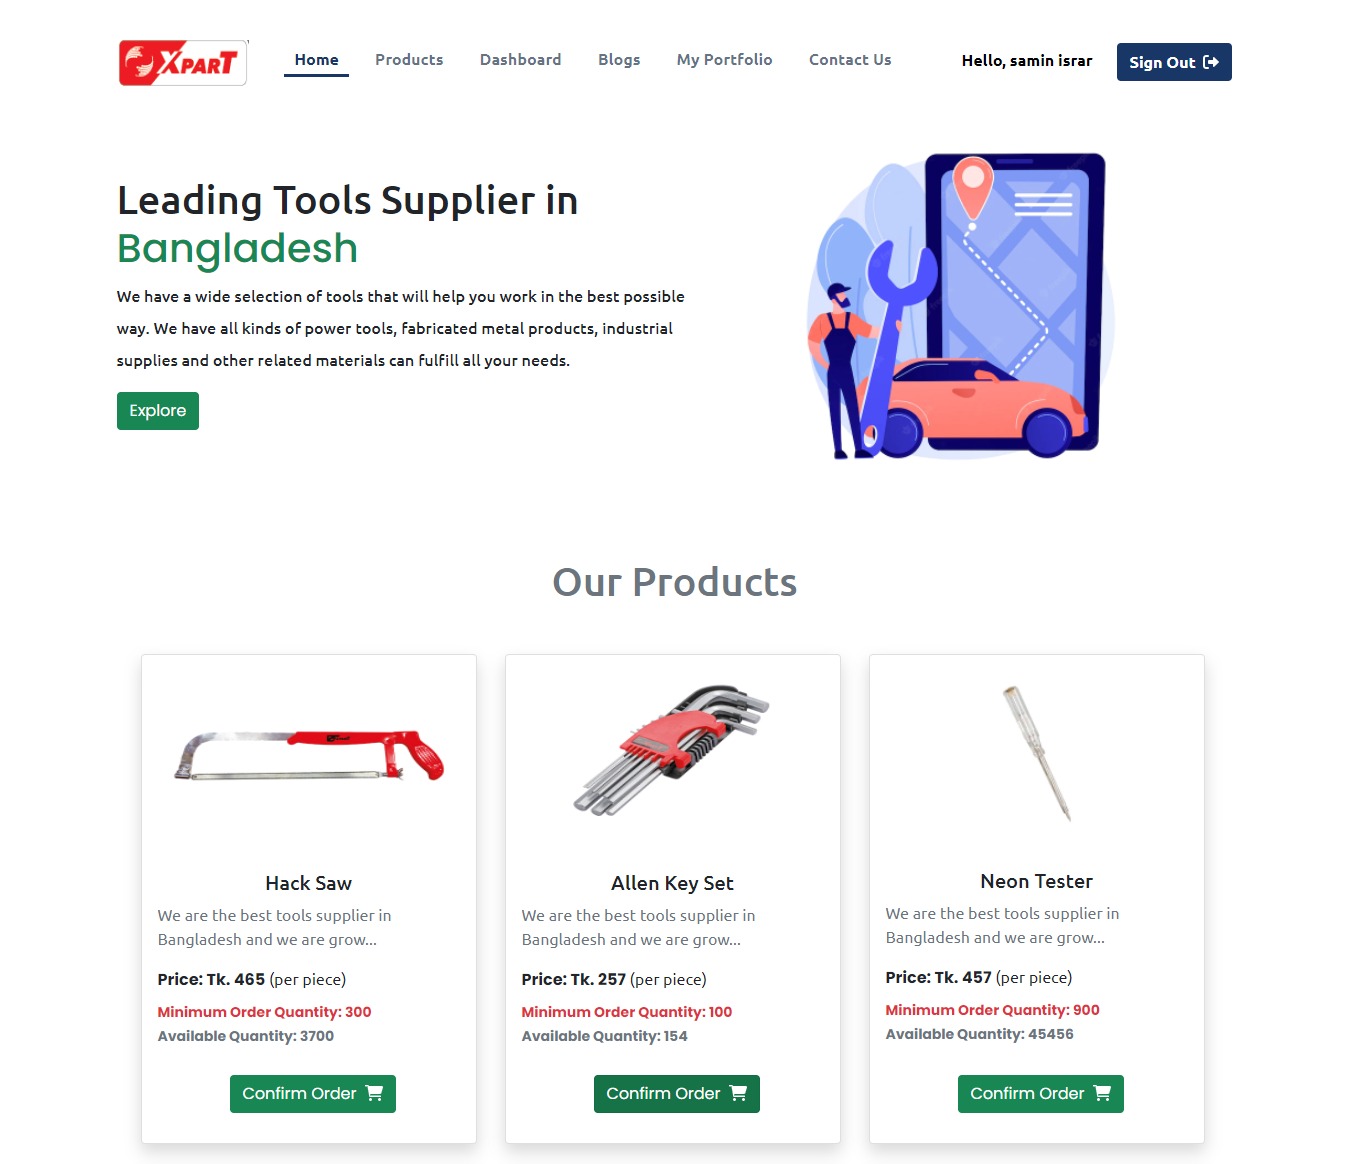 XPART
Home Products Dashboard Blogs My Portfolio Contact Us Hello, samin israr Sign Out
Leading Tools Supplier in
Bangladesh
We have a wide selection of tools that will help you work in the best possible
way. We have all kinds of power tools, fabricated metal products, industrial
supplies and other related materials can fulfill all your needs.
Explore
Our Products
Hack Saw
We are the best tools supplier in
Bangladesh and we are grow...
Price: Tk. 465 (per piece)
Minimum Order Quantity: 300
Available Quantity: 3700
Confirm Order
Allen Key Set
We are the best tools supplier in
Bangladesh and we are grow...
Price: Tk. 257 (per piece)
Minimum Order Quantity: 100
Available Quantity: 154
Confirm Order
Neon Tester
We are the best tools supplier in
Bangladesh and we are grow...
Price: Tk. 457 (per piece)
Minimum Order Quantity: 900
Available Quantity: 45456
Confirm Order